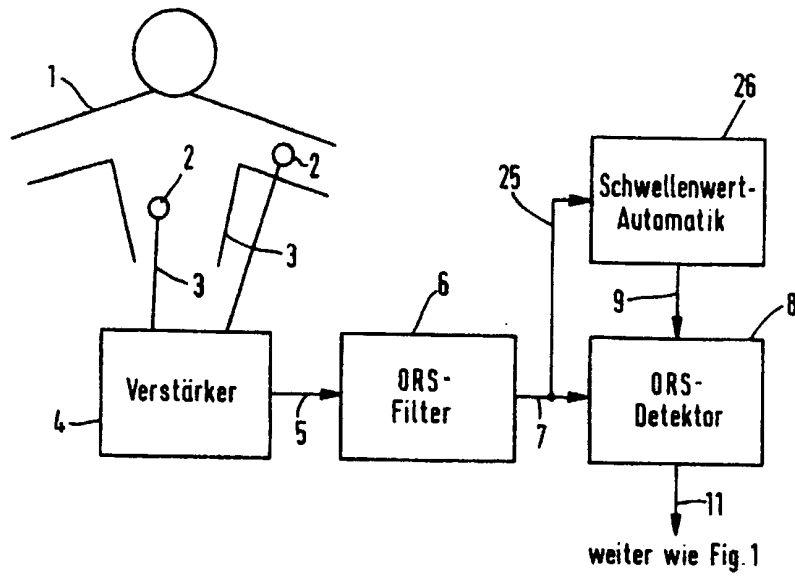 1
2
2
3
3
4
Verstärker
5
6
ORS-
Filter
7
25
26
Schwellenwert-
Automatik
9
8
ORS-
Detektor
11
weiter wie Fig.1